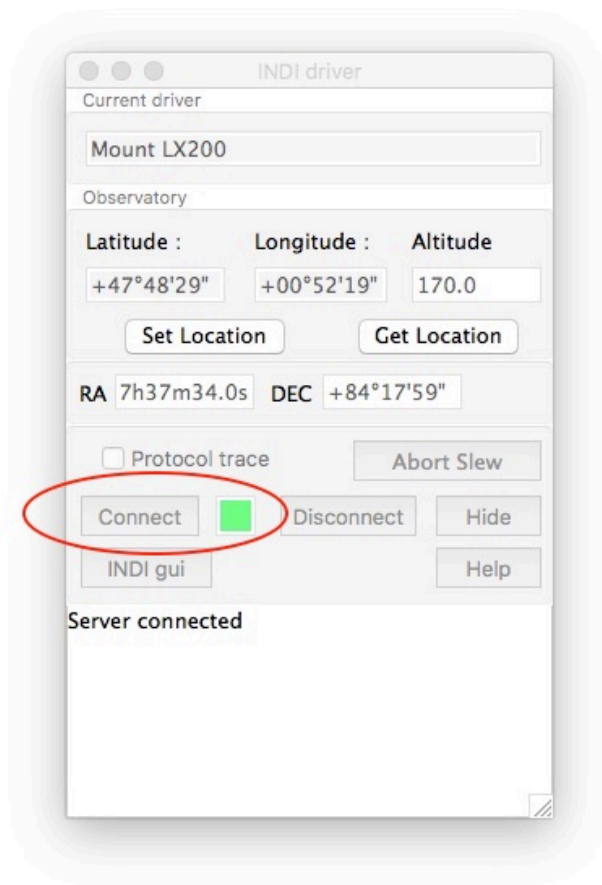 INDI driver
Current driver
Mount LX200
Observatory
Latitude : Longitude : Altitude
+47°48'29" +00°52'19" 170.0
Set Location Get Location
RA 7h37m34.0s DEC +84°17'59"
Protocol trace Abort Slew
Connect Disconnect Hide
INDI gui Help
Server connected